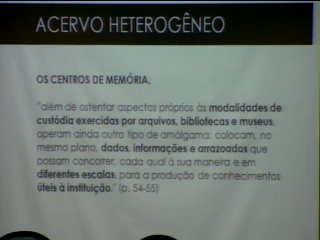 ACERVO HETEROGÊNEO
OS CENTROS DE MEMÓRIA,
"além de ostentar aspectos próprios às modalidades de
custódia exercidas por arquivos, bibliotecas e museus,
operam ainda outro tipo de amálgama: colocam, no
mesmo plano, dados, informações e arrazoados que
possam concorrer, cada qual à sua maneira e em
diferentes escalas, para a produção de conhecimentos
úteis à instituição." (p. 54-55)